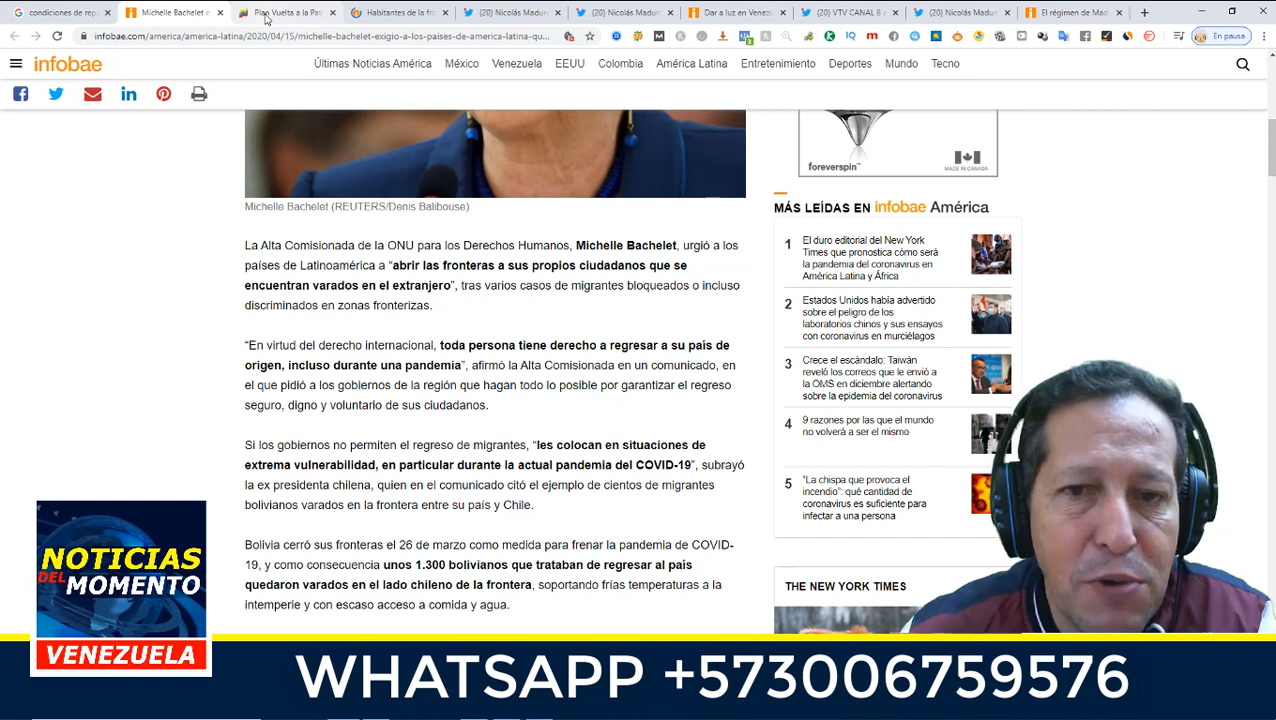 condiciones de rep
Michelle Bachelet e
Plan Vuelta a la Pat
Habitantes de la fro
(20) Nicolás Madur
(20) Nicolás Madur
Dar a luz en Venez
(20) VTV CANAL 8
(20) Nicolás Madur
El régimen de Mad
infobae.com/america/america-latina/2020/04/15/michelle-bachelet-exigio-a-los-paises-de-america-latina-qu...
En pausa
infobae
Últimas Noticias América México Venezuela EEUU Colombia América Latina Entretenimiento Deportes Mundo Tecno
foreverspin™
MADE IN CANADA
Michelle Bachelet (REUTERS/Denis Balibouse)
La Alta Comisionada de la ONU para los Derechos Humanos, Michelle Bachelet, urgió a los
países de Latinoamérica a “abrir las fronteras a sus propios ciudadanos que se
encuentran varados en el extranjero”, tras varios casos de migrantes bloqueados o incluso
discriminados en zonas fronterizas.
“En virtud del derecho internacional, toda persona tiene derecho a regresar a su país de
origen, incluso durante una pandemia”, afirmó la Alta Comisionada en un comunicado, en
el que pidió a los gobiernos de la región que hagan todo lo posible por garantizar el regreso
seguro, digno y voluntario de sus ciudadanos.
Si los gobiernos no permiten el regreso de migrantes, “les colocan en situaciones de
extrema vulnerabilidad, en particular durante la actual pandemia del COVID-19”, subrayó
la ex presidenta chilena, quien en el comunicado citó el ejemplo de cientos de migrantes
bolivianos varados en la frontera entre su país y Chile.
Bolivia cerró sus fronteras el 26 de marzo como medida para frenar la pandemia de COVID-
19, y como consecuencia unos 1.300 bolivianos que trataban de regresar al país
quedaron varados en el lado chileno de la frontera, soportando frías temperaturas a la
intemperie y con escaso acceso a comida y agua.
MÁS LEÍDAS EN infobae América
1 El duro editorial del New York
Times que pronostica cómo será
la pandemia del coronavirus en
América Latina y África
2 Estados Unidos había advertido
sobre el peligro de los
laboratorios chinos y sus ensayos
con coronavirus en murciélagos
3 Crece el escándalo: Taiwán
reveló los correos que le envió a
la OMS en diciembre alertando
sobre la epidemia del coronavirus
4 9 razones por las que el mundo
no volverá a ser el mismo
5 “La chispa que provoca el
incendio”: qué cantidad de
coronavirus es suficiente para
infectar a una persona
THE NEW YORK TIMES
NOTICIAS
DEL MOMENTO
VENEZUELA
WHATSAPP +573006759576